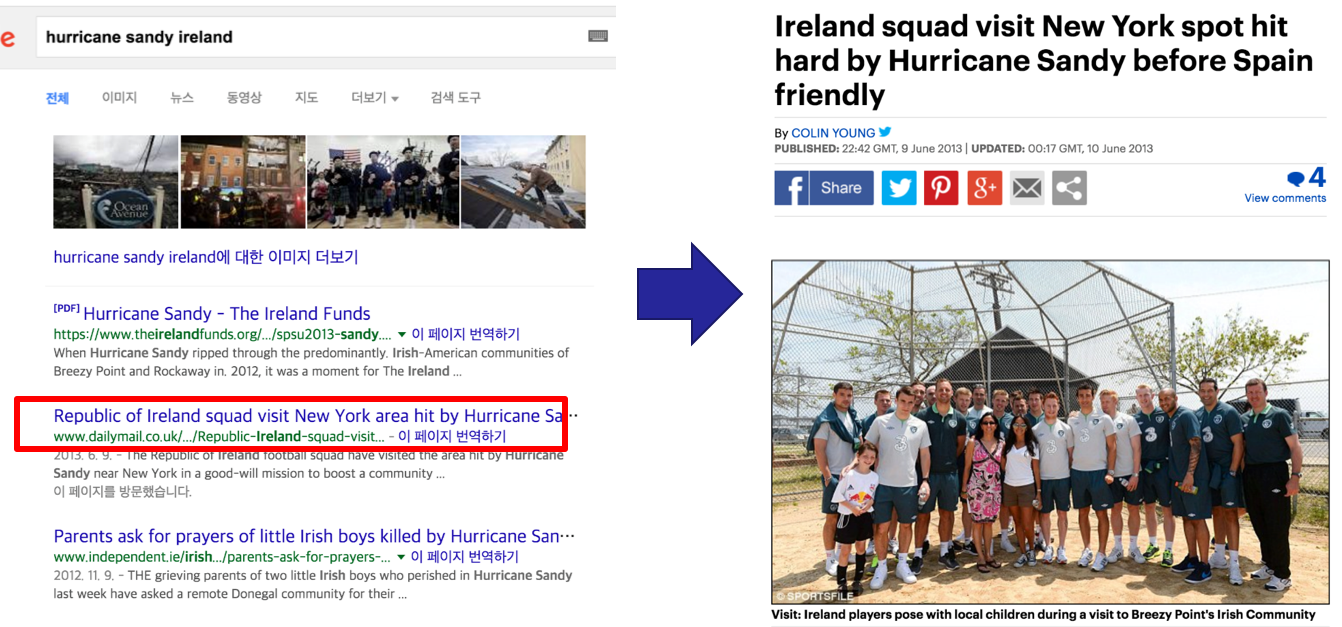 e
hurricane sandy ireland
전체 이미지 뉴스 동영상 지도 더보기 검색 도구
Ocean
Avenue
hurricane sandy ireland에 대한 이미지 더보기
[PDF] Hurricane Sandy - The Ireland Funds
https://www.theirelandfunds.org/.../spsu2013-sandy.... 이 페이지 번역하기
When Hurricane Sandy ripped through the predominantly. Irish-American communities of
Breezy Point and Rockaway in. 2012, it was a moment for The Ireland ...
Republic of Ireland squad visit New York area hit by Hurricane Sa...
www.dailymail.co.uk/.../Republic-Ireland-squad-visit... - 이 페이지 번역하기
2013. 6. 9. - The Republic of Ireland football squad have visited the area hit by Hurricane
Sandy near New York in a good-will mission to boost a community ...
이 페이지를 방문했습니다.
Parents ask for prayers of little Irish boys killed by Hurricane San...
www.independent.ie/irish.../parents-ask-for-prayers-... 이 페이지 번역하기
2012. 11. 9. - THE grieving parents of two little Irish boys who perished in Hurricane Sandy
last week have asked a remote Donegal community for their ...
Ireland squad visit New York spot hit
hard by Hurricane Sandy before Spain
friendly
By COLIN YOUNG
PUBLISHED: 22:42 GMT, 9 June 2013 | UPDATED: 00:17 GMT, 10 June 2013
f Share
g+
4
View comments
3
© SPORTSFILE
Visit: Ireland players pose with local children during a visit to Breezy Point's Irish Community